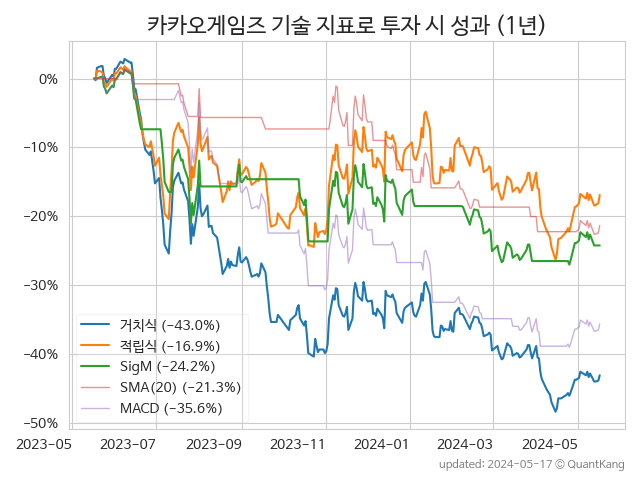 카카오게임즈 기술 지표로 투자 시 성과 (1년)
0%
−10%
−20%
−30%
−40%
−50%
거치식 (−43.0%)
적립식 (−16.9%)
SigM (−24.2%)
SMA(20) (−21.3%)
MACD (−35.6%)
2023-05 2023-07 2023-09 2023-11 2024-01 2024-03 2024-05
updated: 2024-05-17 © QuantKang